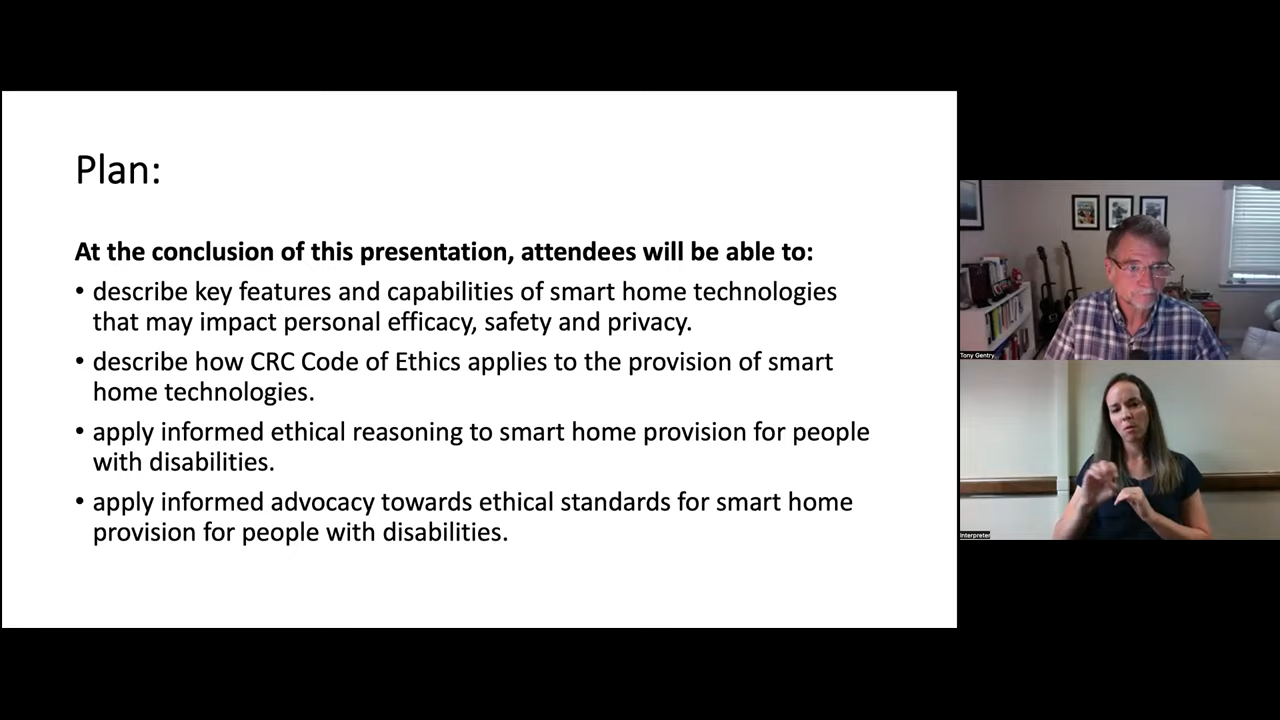 Plan:
At the conclusion of this presentation, attendees will be able to:
• describe key features and capabilities of smart home technologies
that may impact personal efficacy, safety and privacy.
• describe how CRC Code of Ethics applies to the provision of smart
home technologies.
• apply informed ethical reasoning to smart home provision for people
with disabilities.
• apply informed advocacy towards ethical standards for smart home
provision for people with disabilities.
Tony Gentry
Interpreter